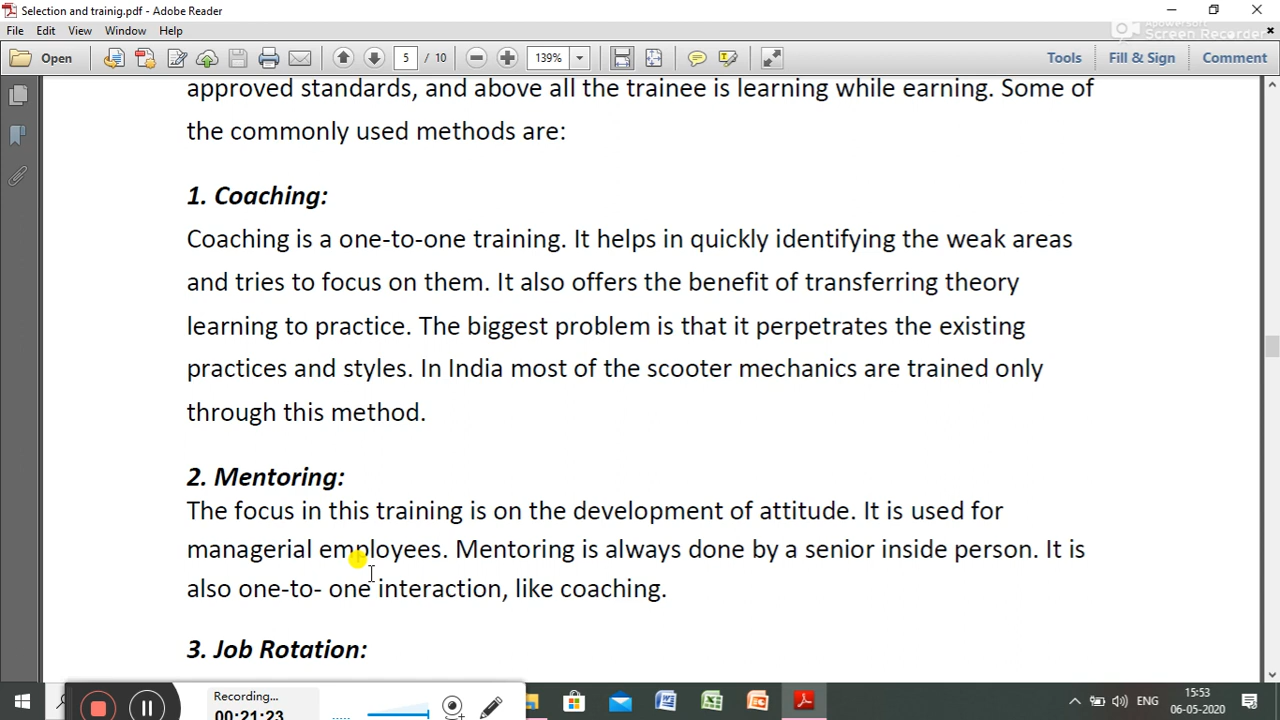 Selection and trainig.pdf - Adobe Reader
File Edit View Window Help
Apowersoft
Screen Recorder
Open 5 / 10 139% Tools Fill & Sign Comment
approved standards, and above all the trainee is learning while earning. Some of
the commonly used methods are:
1. Coaching:
Coaching is a one-to-one training. It helps in quickly identifying the weak areas
and tries to focus on them. It also offers the benefit of transferring theory
learning to practice. The biggest problem is that it perpetrates the existing
practices and styles. In India most of the scooter mechanics are trained only
through this method.
2. Mentoring:
The focus in this training is on the development of attitude. It is used for
managerial employees. Mentoring is always done by a senior inside person. It is
also one-to- one interaction, like coaching.
3. Job Rotation:
Recording...
00:21:23
ENG
15:53
06-05-2020